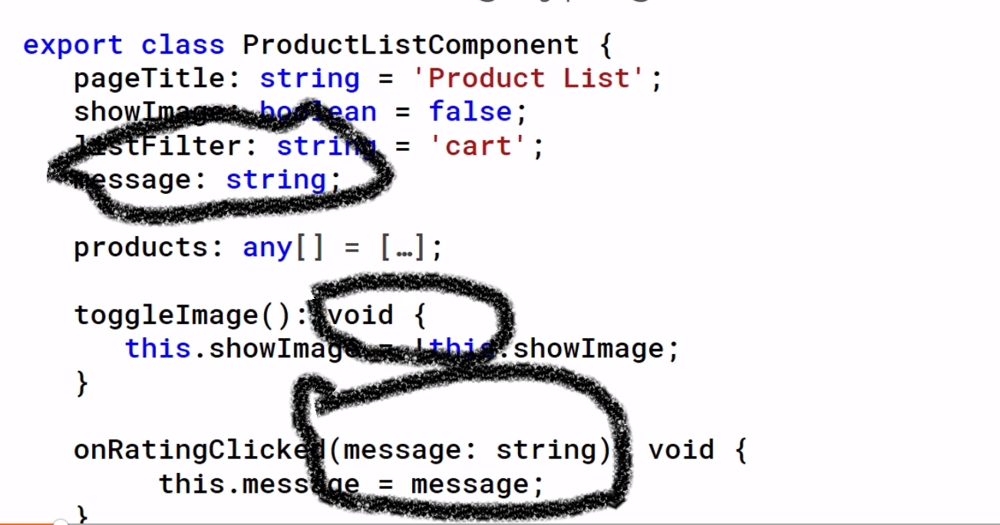 export class ProductListComponent {
pageTitle: string = 'Product List';
showImage: boolean = false;
listFilter: string = 'cart';
message: string;
products: any[] = […];
toggleImage(): void {
this.showImage = !this.showImage;
}
onRatingClicked(message: string): void {
this.message = message;
}